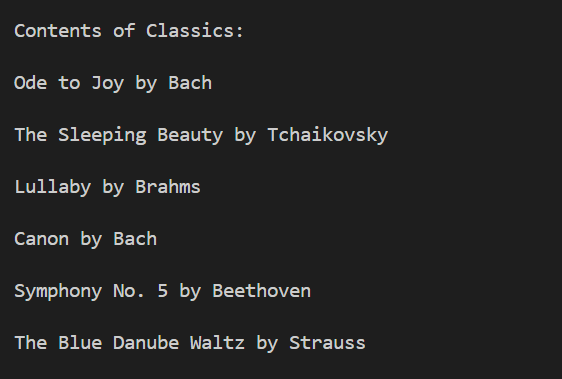 Contents of Classics:
Ode to Joy by Bach
The Sleeping Beauty by Tchaikovsky
Lullaby by Brahms
Canon by Bach
Symphony No. 5 by Beethoven
The Blue Danube Waltz by Strauss